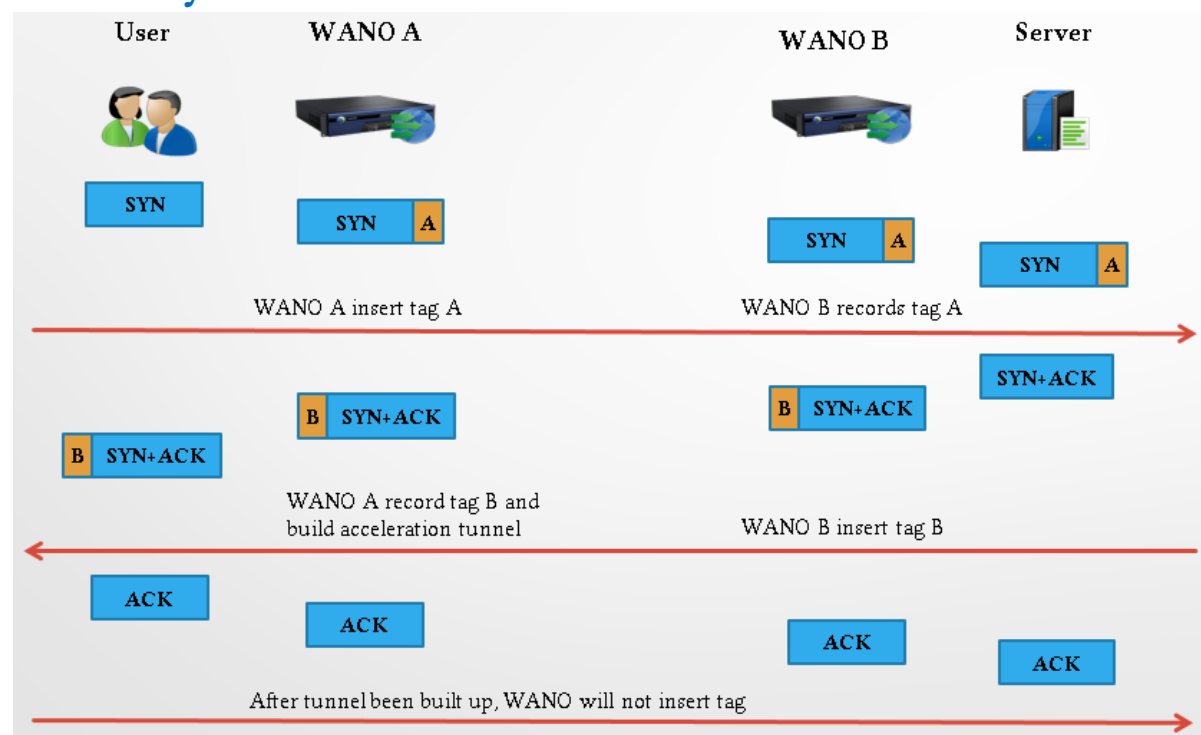 User
WANO A
WANO B
Server
SYN
SYN A
SYN A
SYN A
WANO A insert tag A
WANO B records tag A
SYN+ACK
B SYN+ACK
B SYN+ACK
B SYN+ACK
WANO A record tag B and
build acceleration tunnel
WANO B insert tag B
ACK
ACK
ACK
ACK
After tunnel been built up, WANO will not insert tag